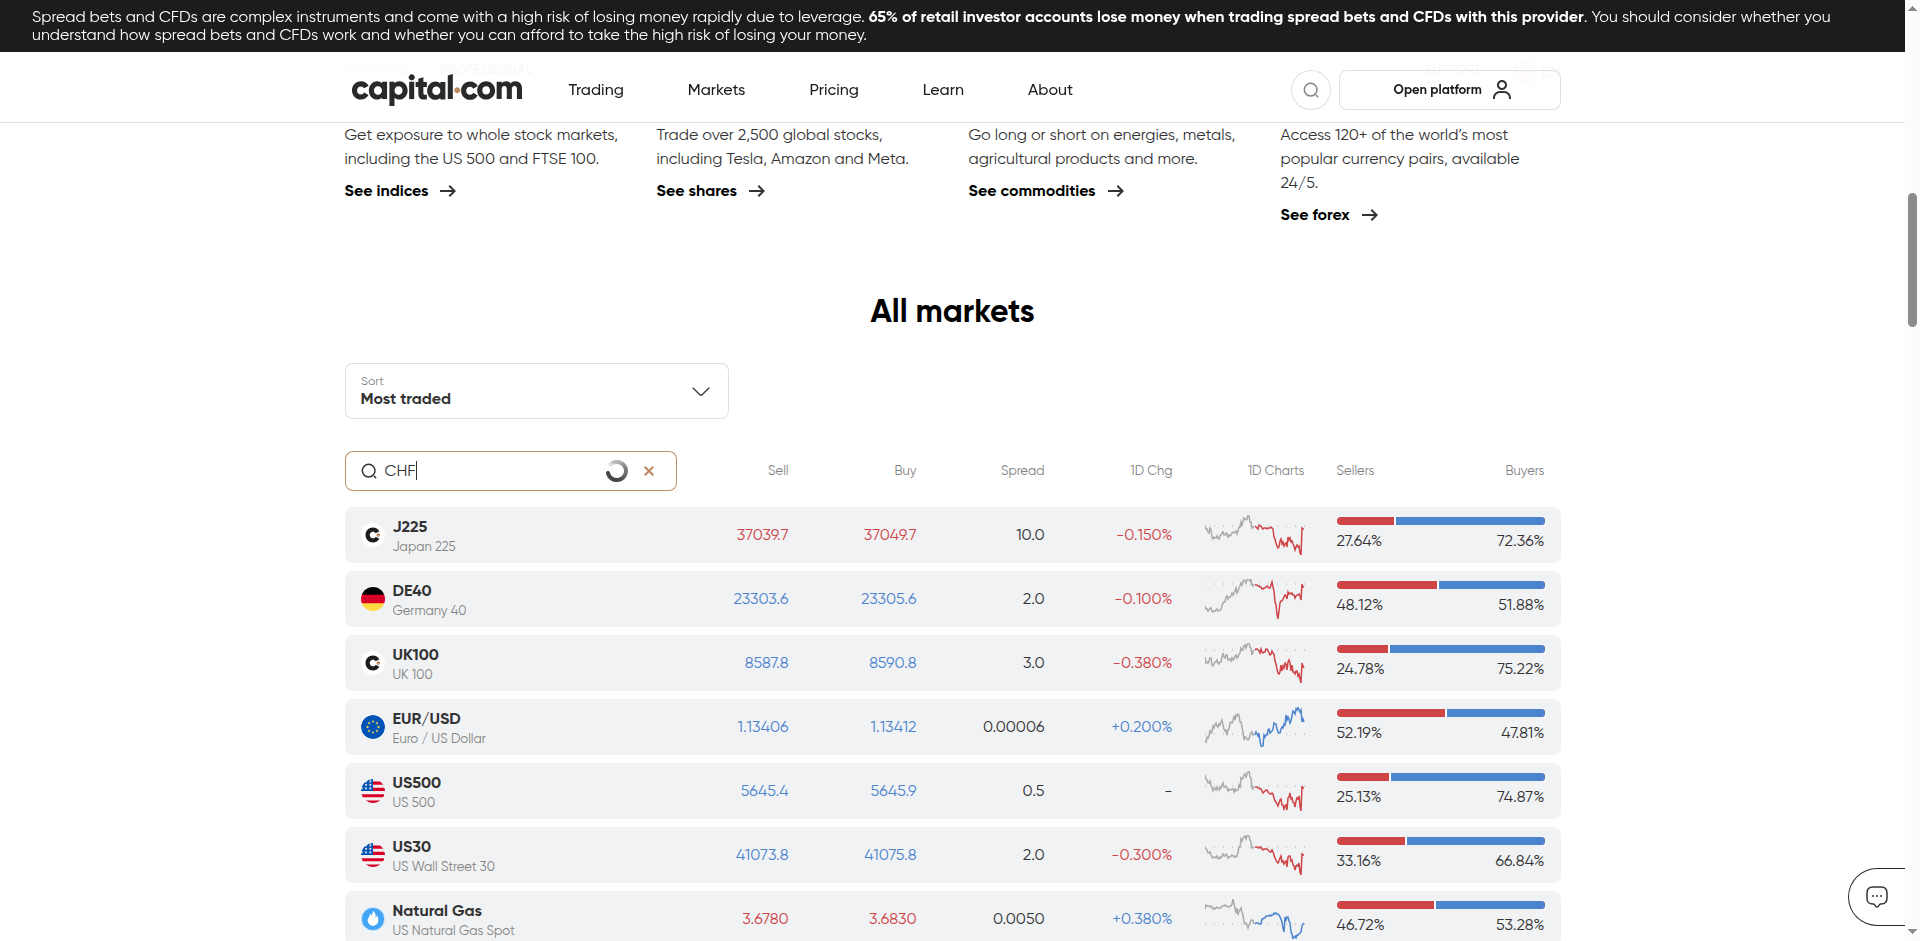 Spread bets and CFDs are complex instruments and come with a high risk of losing money rapidly due to leverage. 65% of retail investor accounts lose money when trading spread bets and CFDs with this provider. You should consider whether you
understand how spread bets and CFDs work and whether you can afford to take the high risk of losing your money.
capital.com
Trading
Markets
Pricing
Learn
About
Open platform
Get exposure to whole stock markets,
including the US 500 and FTSE 100.
See indices
Trade over 2,500 global stocks,
including Tesla, Amazon and Meta.
See shares
Go long or short on energies, metals,
agricultural products and more.
See commodities
Access 120+ of the world's most
popular currency pairs, available
24/5.
See forex
All markets
Sort
Most traded
CHF
Sell Buy Spread 1D Chg 1D Charts Sellers Buyers
J225
Japan 225
37039.7 37049.7 10.0 -0.150% 27.64% 72.36%
DE40
Germany 40
23303.6 23305.6 2.0 -0.100% 48.12% 51.88%
UK100
UK 100
8587.8 8590.8 3.0 -0.380% 24.78% 75.22%
EUR/USD
Euro / US Dollar
1.13406 1.13412 0.00006 +0.200% 52.19% 47.81%
US500
US 500
5645.4 5645.9 0.5 - 25.13% 74.87%
US30
US Wall Street 30
41073.8 41075.8 2.0 -0.300% 33.16% 66.84%
Natural Gas
US Natural Gas Spot
3.6780 3.6830 0.0050 +0.380% 46.72% 53.28%